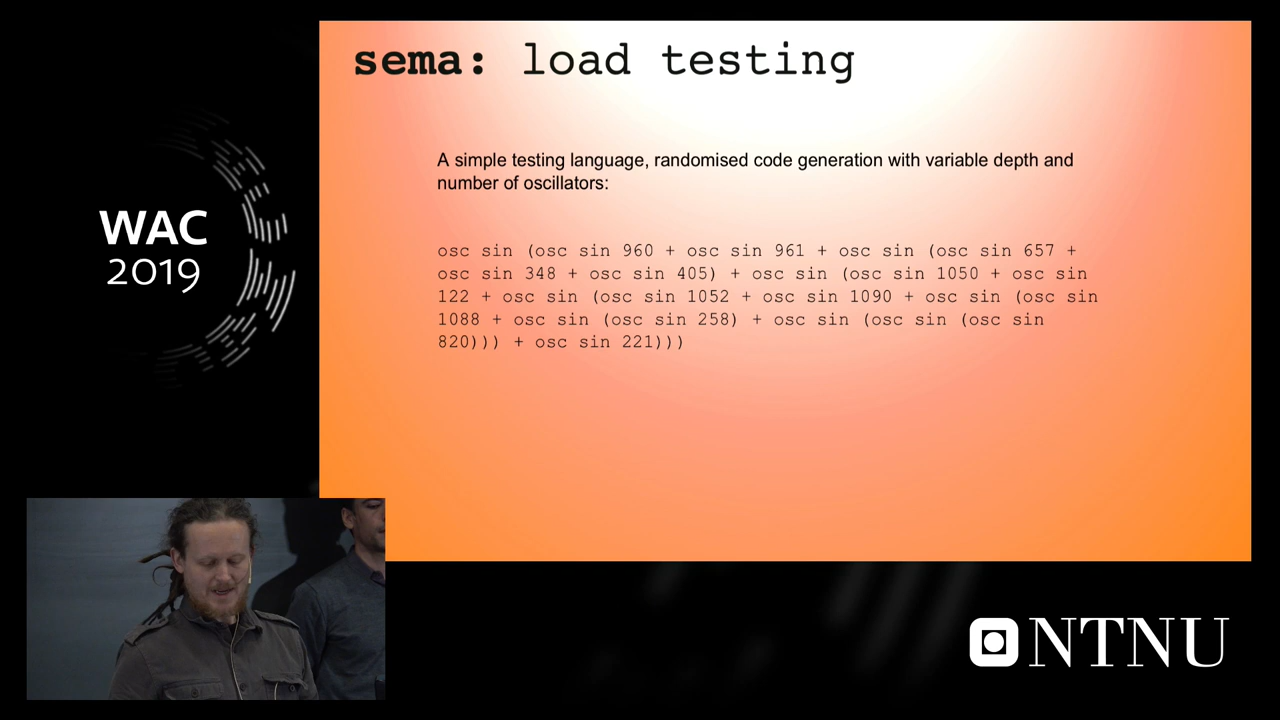 sema: load testing
A simple testing language, randomised code generation with variable depth and
number of oscillators:
osc sin (osc sin 960 + osc sin 961 + osc sin (osc sin 657 +
osc sin 348 + osc sin 405) + osc sin (osc sin 1050 + osc sin
122 + osc sin (osc sin 1052 + osc sin 1090 + osc sin (osc sin
1088 + osc sin (osc sin 258) + osc sin (osc sin (osc sin
820))) + osc sin 221)))
WAC
2019
NTNU